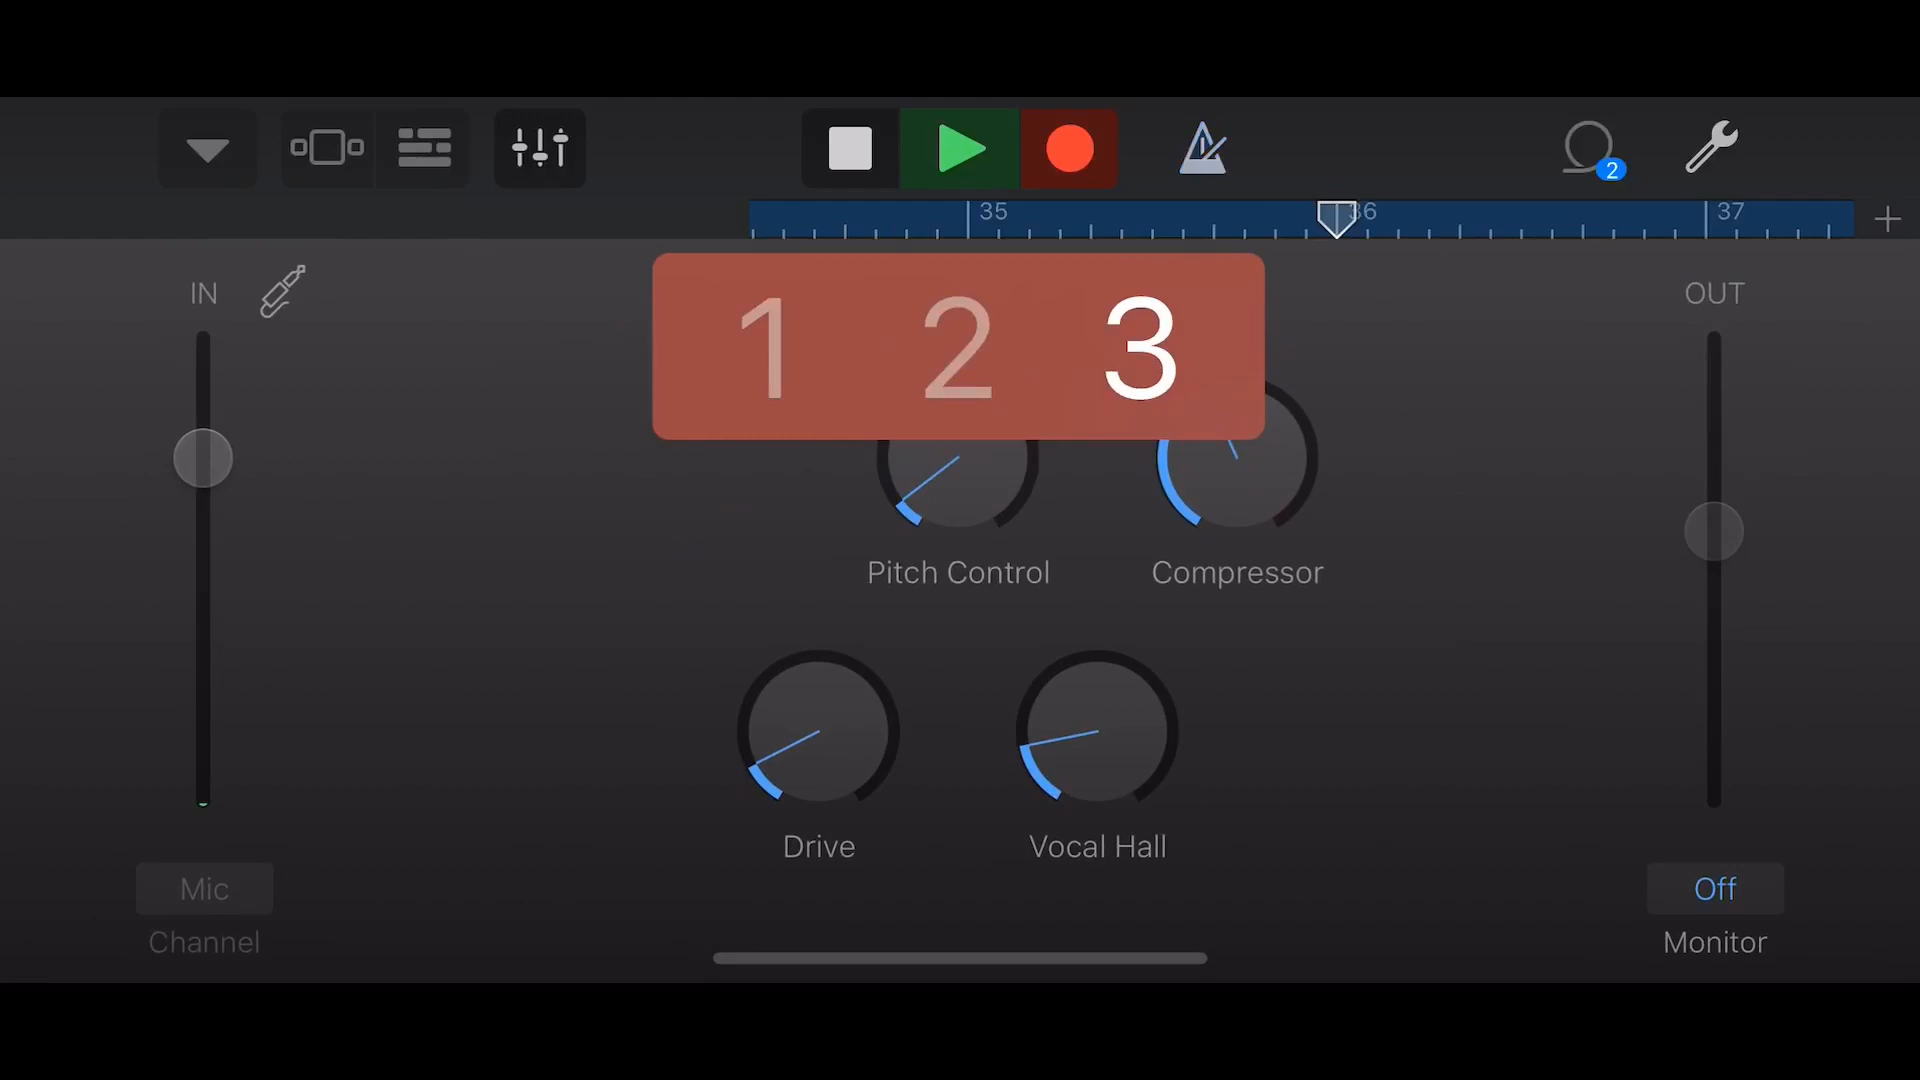 2
35 36 37
IN
OUT
1 2 3
Pitch Control
Compressor
Drive
Vocal Hall
Mic
Channel
Off
Monitor